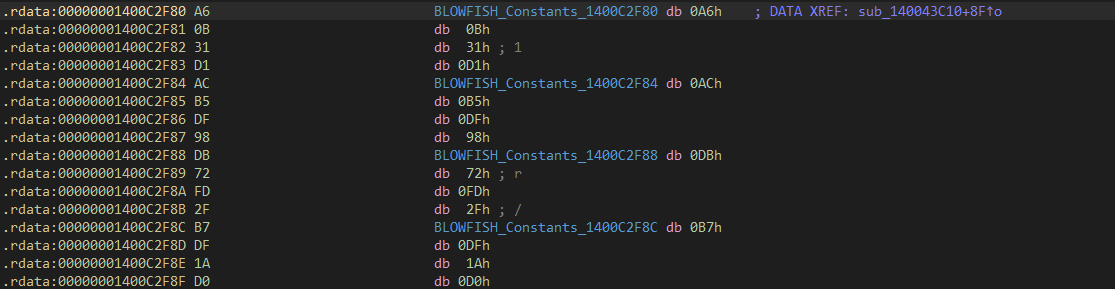 .rdata:00000001400C2F80 A6 BLOWFISH_Constants_1400C2F80 db 0A6h ; DATA XREF: sub_140043C10+8F↑o
.rdata:00000001400C2F81 0B db 0Bh
.rdata:00000001400C2F82 31 db 31h ; 1
.rdata:00000001400C2F83 D1 db 0D1h
.rdata:00000001400C2F84 AC BLOWFISH_Constants_1400C2F84 db 0ACh
.rdata:00000001400C2F85 B5 db 0B5h
.rdata:00000001400C2F86 DF db 0DFh
.rdata:00000001400C2F87 98 db 98h
.rdata:00000001400C2F88 DB BLOWFISH_Constants_1400C2F88 db 0DBh
.rdata:00000001400C2F89 72 db 72h ; r
.rdata:00000001400C2F8A FD db 0FDh
.rdata:00000001400C2F8B 2F db 2Fh ; /
.rdata:00000001400C2F8C B7 BLOWFISH_Constants_1400C2F8C db 0B7h
.rdata:00000001400C2F8D DF db 0DFh
.rdata:00000001400C2F8E 1A db 1Ah
.rdata:00000001400C2F8F D0 db 0D0h